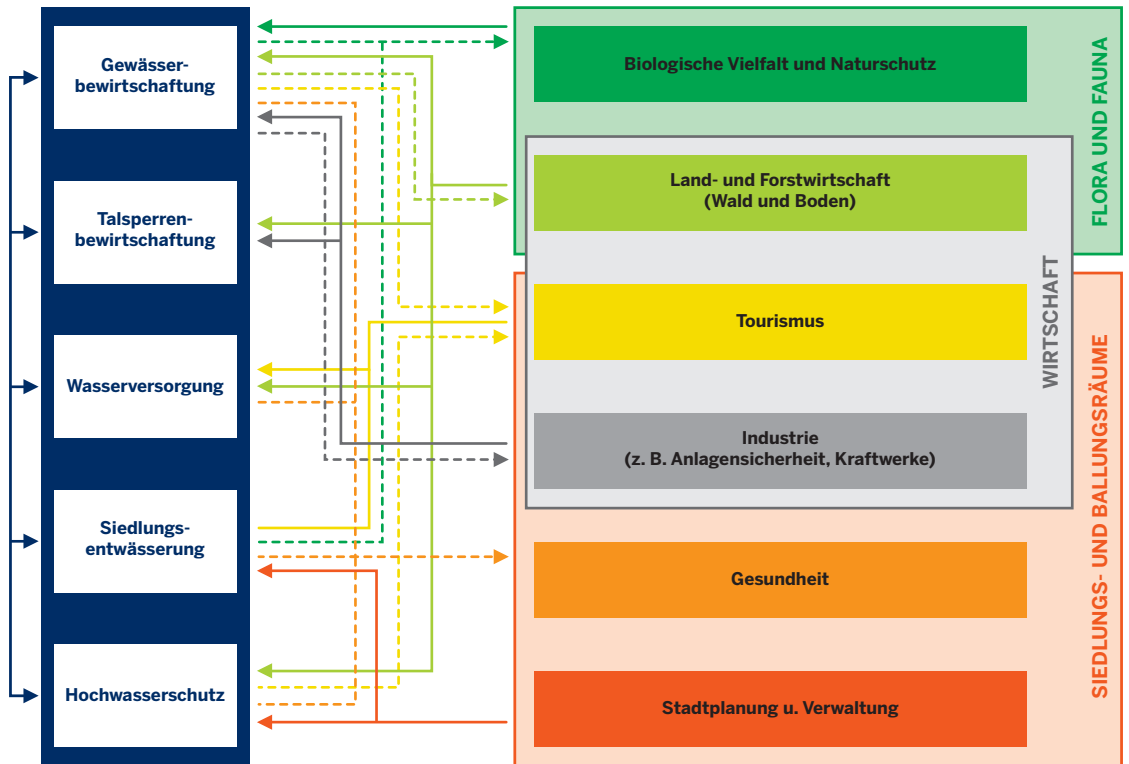 Gewässer-
bewirtschaftung
Talsperren-
bewirtschaftung
Wasserversorgung
Siedlungs-
entwässerung
Hochwasserschutz
Biologische Vielfalt und Naturschutz
Land- und Forstwirtschaft
(Wald und Boden)
Tourismus
Industrie
(z. B. Anlagensicherheit, Kraftwerke)
Gesundheit
Stadtplanung u. Verwaltung
FLORA UND FAUNA
WIRTSCHAFT
SIEDLUNGS- UND BALLUNGSRÄUME